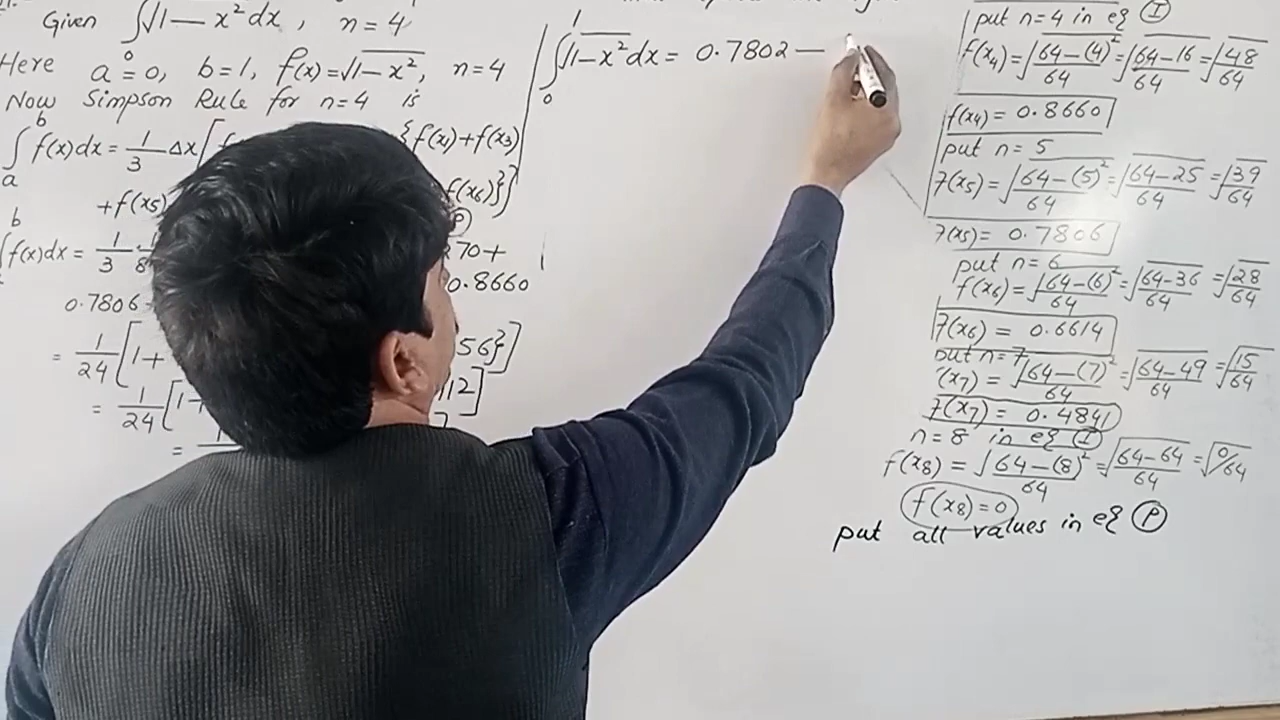 Given ∫₀ √1 — x² dx, n = 4
Here a = 0, b = 1, f(x) = √1 — x², n = 4
Now Simpson Rule for n = 4 is
∫ₐᵇ f(x)dx = 1/3 Δx [ {f(x₁) + f(x₃)
+ f(x₅) f(x₆)}}
P
b
∫ f(x)dx = 1/3 · 1/8 70 +
0.7806 0.8660
= 1/24 [1 + 56}]
= 1/24 [1 + 112]
=
∫₀¹ √1 — x² dx = 0.7802 —
put n = 4 in eq I
f(x₄) = √64 — (4)²/64 = √64 — 16/64 = √48/64
f(x₄) = 0.8660
put n = 5
f(x₅) = √64 — (5)²/64 = √64 — 25/64 = √39/64
f(x₅) = 0.7806
put n = 6
f(x₆) = √64 — (6)²/64 = √64 — 36/64 = √28/64
f(x₆) = 0.6614
put n = 7
(x₇) = √64 — (7)²/64 = √64 — 49/64 = √15/64
f(x₇) = 0.4841
n = 8 in eq I
f(x₈) = √64 — (8)²/64 = √64 — 64/64 = √0/64
f(x₈) = 0
put all values in eq P